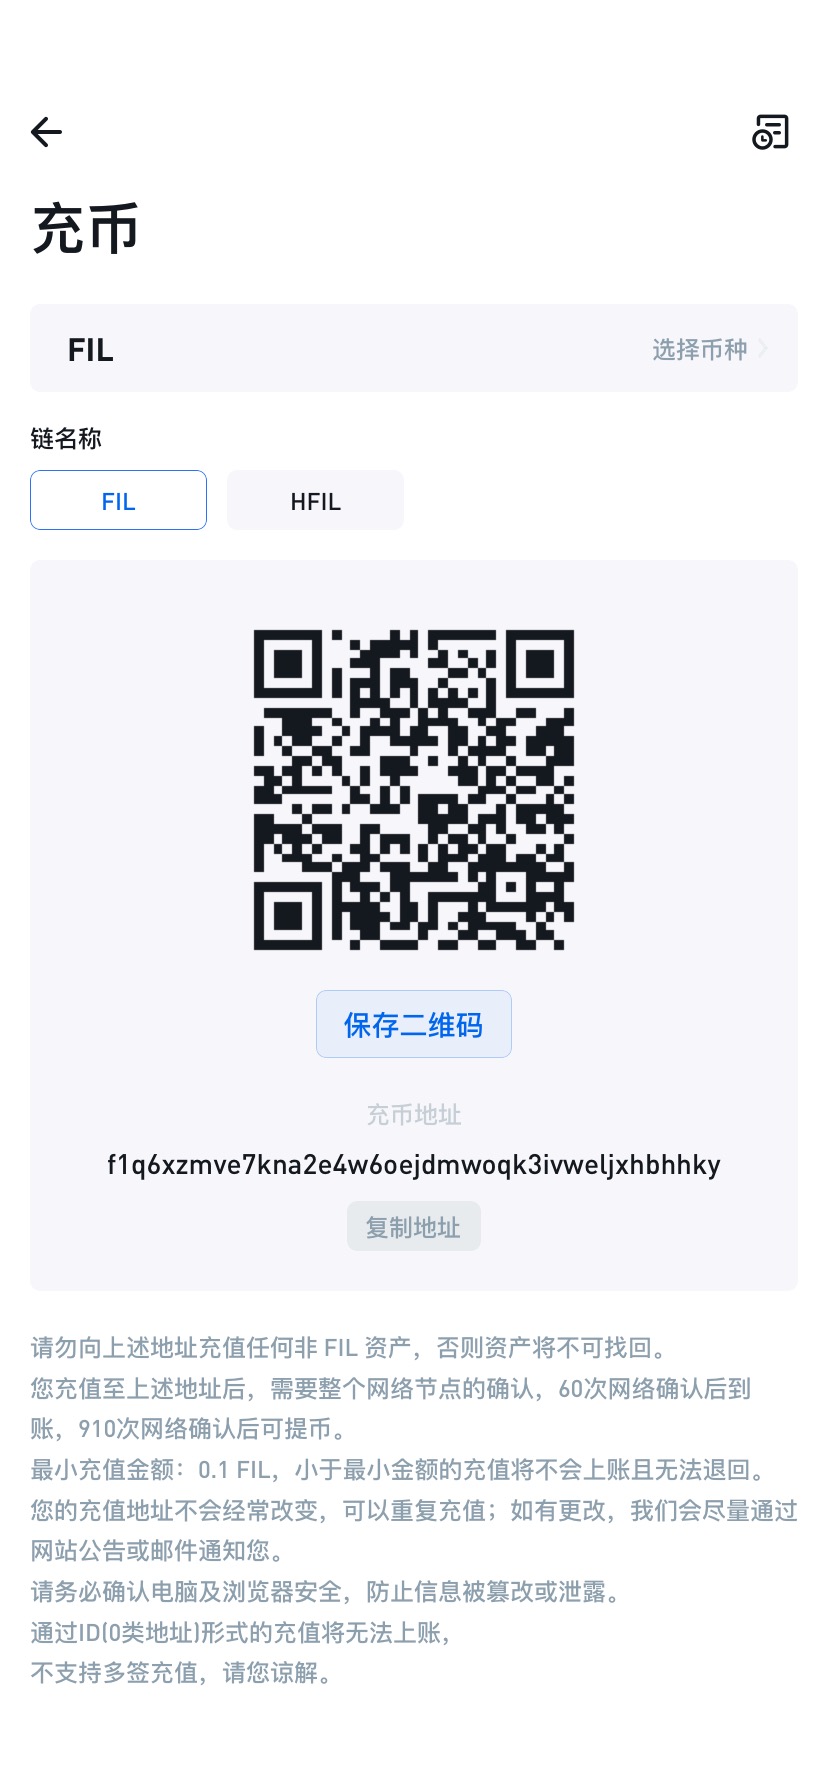 充币
FIL
选择币种
链名称
FIL
HFIL
保存二维码
充币地址
f1q6xzmve7kna2e4w6oejdmwoqk3ivweljxhbhhky
复制地址
请勿向上述地址充值任何非 FIL 资产，否则资产将不可找回。
您充值至上述地址后，需要整个网络节点的确认，60次网络确认后到
账，910次网络确认后可提币。
最小充值金额：0.1 FIL，小于最小金额的充值将不会上账且无法退回。
您的充值地址不会经常改变，可以重复充值；如有更改，我们会尽量通过
网站公告或邮件通知您。
请务必确认电脑及浏览器安全，防止信息被篡改或泄露。
通过ID(0类地址)形式的充值将无法上账，
不支持多签充值，请您谅解。